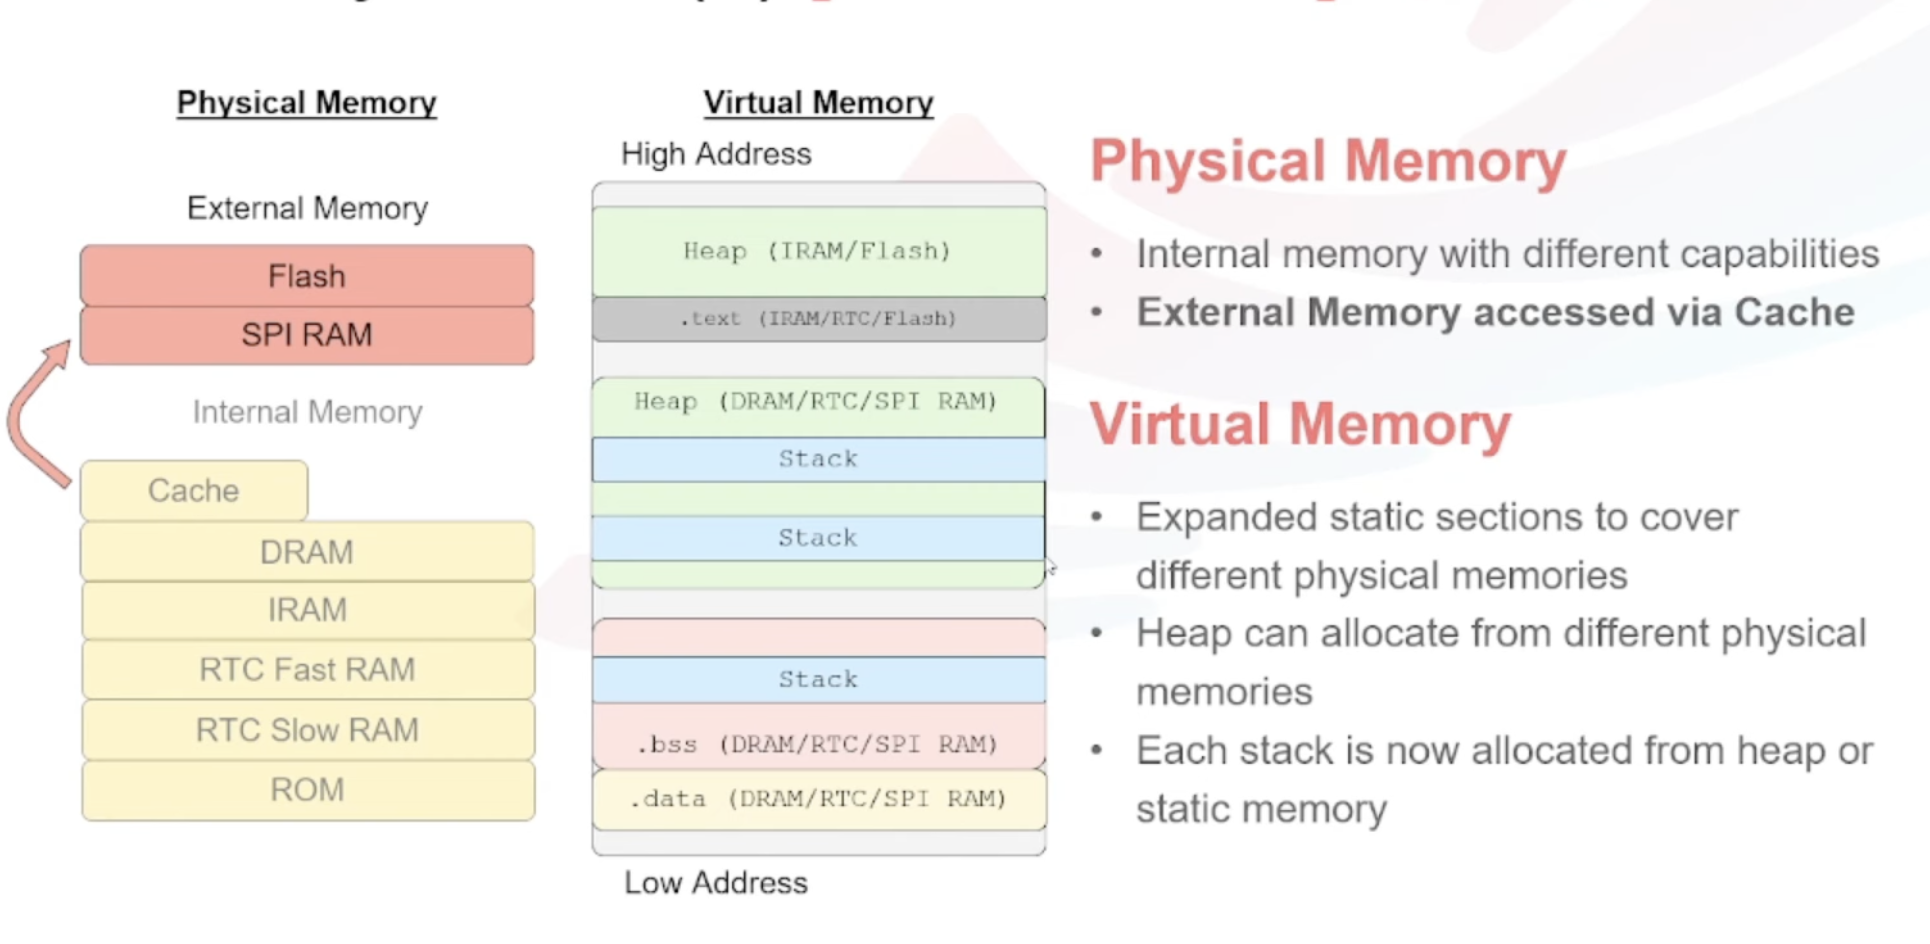 Physical Memory
External Memory
Flash
SPI RAM
Internal Memory
Cache
DRAM
IRAM
RTC Fast RAM
RTC Slow RAM
ROM
Virtual Memory
High Address
Heap (IRAM/Flash)
.text (IRAM/RTC/Flash)
Heap (DRAM/RTC/SPI RAM)
Stack
Stack
Stack
.bss (DRAM/RTC/SPI RAM)
.data (DRAM/RTC/SPI RAM)
Low Address
Physical Memory
• Internal memory with different capabilities
• External Memory accessed via Cache
Virtual Memory
• Expanded static sections to cover
different physical memories
• Heap can allocate from different physical
memories
• Each stack is now allocated from heap or
static memory